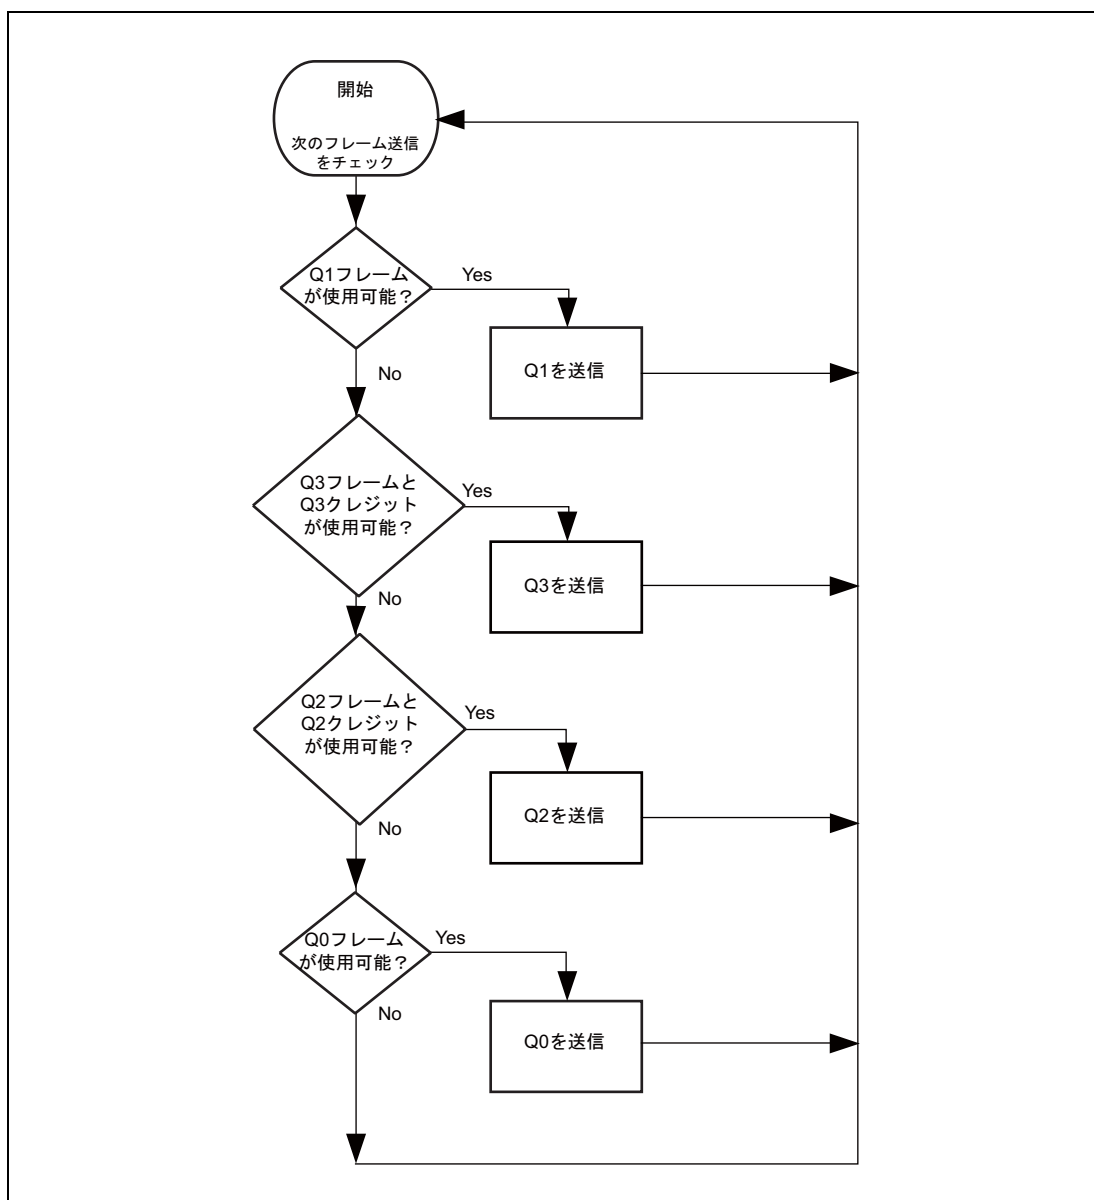 開始
次のフレーム送信
をチェック
Q1フレーム
が使用可能？
Yes
Q1を送信
No
Q3フレームと
Q3クレジット
が使用可能？
Yes
Q3を送信
No
Q2フレームと
Q2クレジット
が使用可能？
Yes
Q2を送信
No
Q0フレーム
が使用可能？
Yes
Q0を送信
No